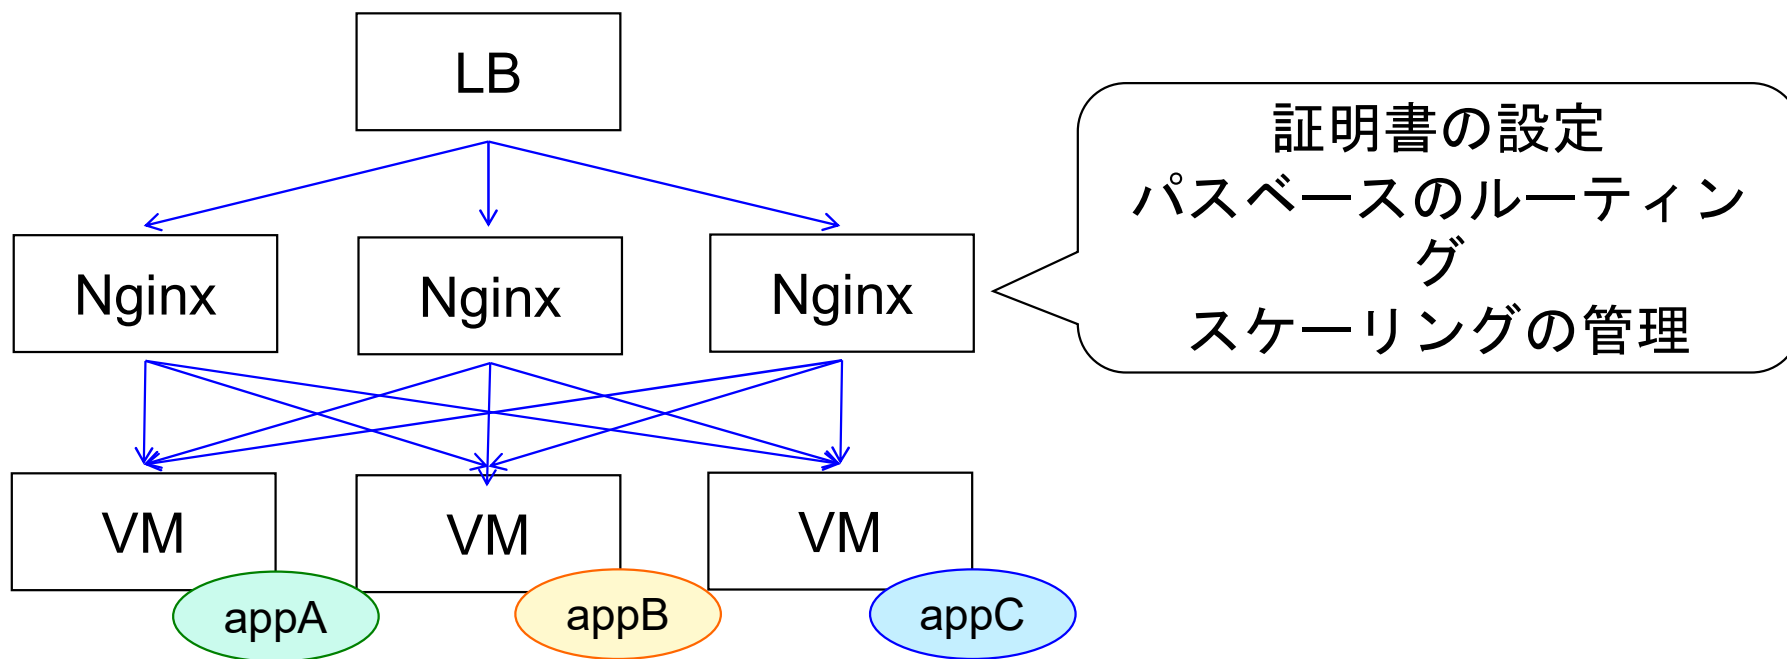 LB
証明書の設定
パスベースのルーティン
グ
スケーリングの管理
Nginx
Nginx
Nginx
VM
VM
VM
appA
appB
appC